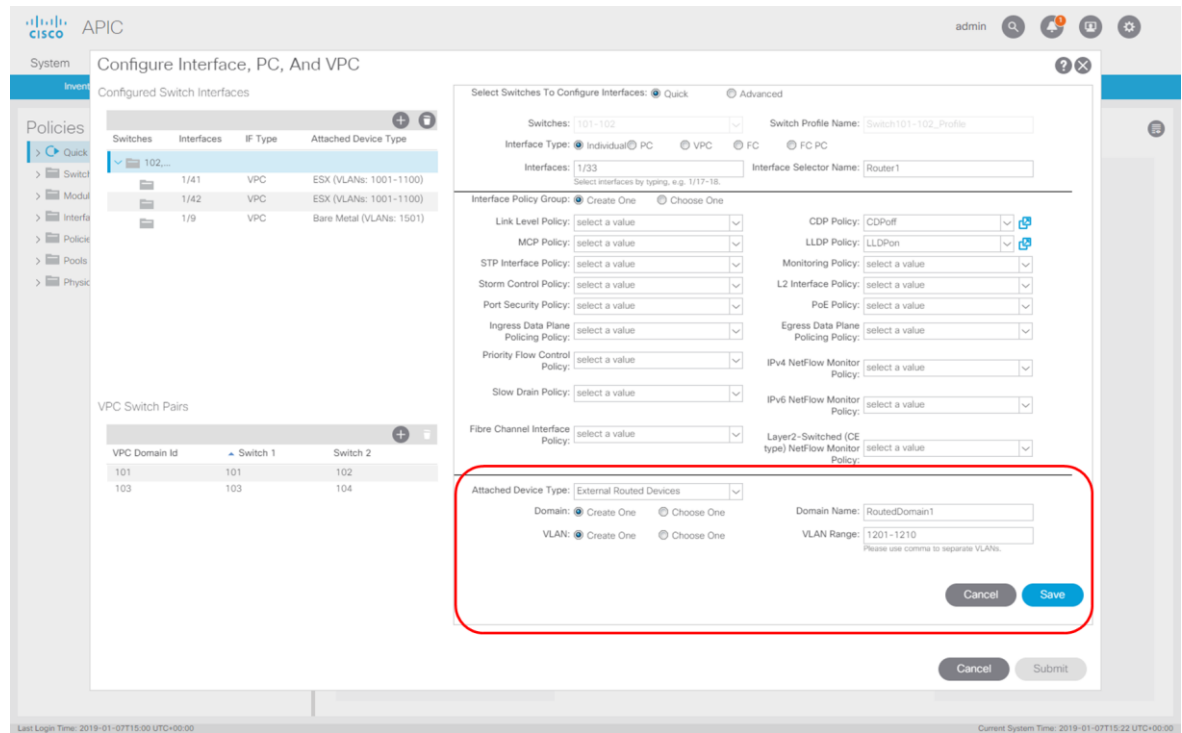 cisco APIC
admin
1
System
Configure Interface, PC, And VPC
Invent
Configured Switch Interfaces
Policies
Quick
Switch
Modul
Interfa
Policie
Pools
Physic
Switches Interfaces IF Type Attached Device Type
102,...
1/41 VPC ESX (VLANs: 1001-1100)
1/42 VPC ESX (VLANs: 1001-1100)
1/9 VPC Bare Metal (VLANs: 1501)
VPC Switch Pairs
VPC Domain Id Switch 1 Switch 2
101 101 102
103 103 104
Select Switches To Configure Interfaces: Quick Advanced
Switches: 101-102 Switch Profile Name: Switch101-102_Profile
Interface Type: Individual PC VPC FC FC PC
Interfaces: 1/33 Interface Selector Name: Router1
Select interfaces by typing, e.g. 1/17-18.
Interface Policy Group: Create One Choose One
Link Level Policy: select a value CDP Policy: CDPoff
MCP Policy: select a value LLDP Policy: LLDPon
STP Interface Policy: select a value Monitoring Policy: select a value
Storm Control Policy: select a value L2 Interface Policy: select a value
Port Security Policy: select a value PoE Policy: select a value
Ingress Data Plane Policing Policy: select a value Egress Data Plane Policing Policy: select a value
Priority Flow Control Policy: select a value IPv4 NetFlow Monitor Policy: select a value
Slow Drain Policy: select a value IPv6 NetFlow Monitor Policy: select a value
Fibre Channel Interface Policy: select a value Layer2-Switched (CE type) NetFlow Monitor Policy: select a value
Attached Device Type: External Routed Devices
Domain: Create One Choose One Domain Name: RoutedDomain1
VLAN: Create One Choose One VLAN Range: 1201-1210
Please use comma to separate VLANs.
Cancel Save
Cancel Submit
Last Login Time: 2019-01-07T15:00 UTC+00:00 Current System Time: 2019-01-07T15:22 UTC+00:00